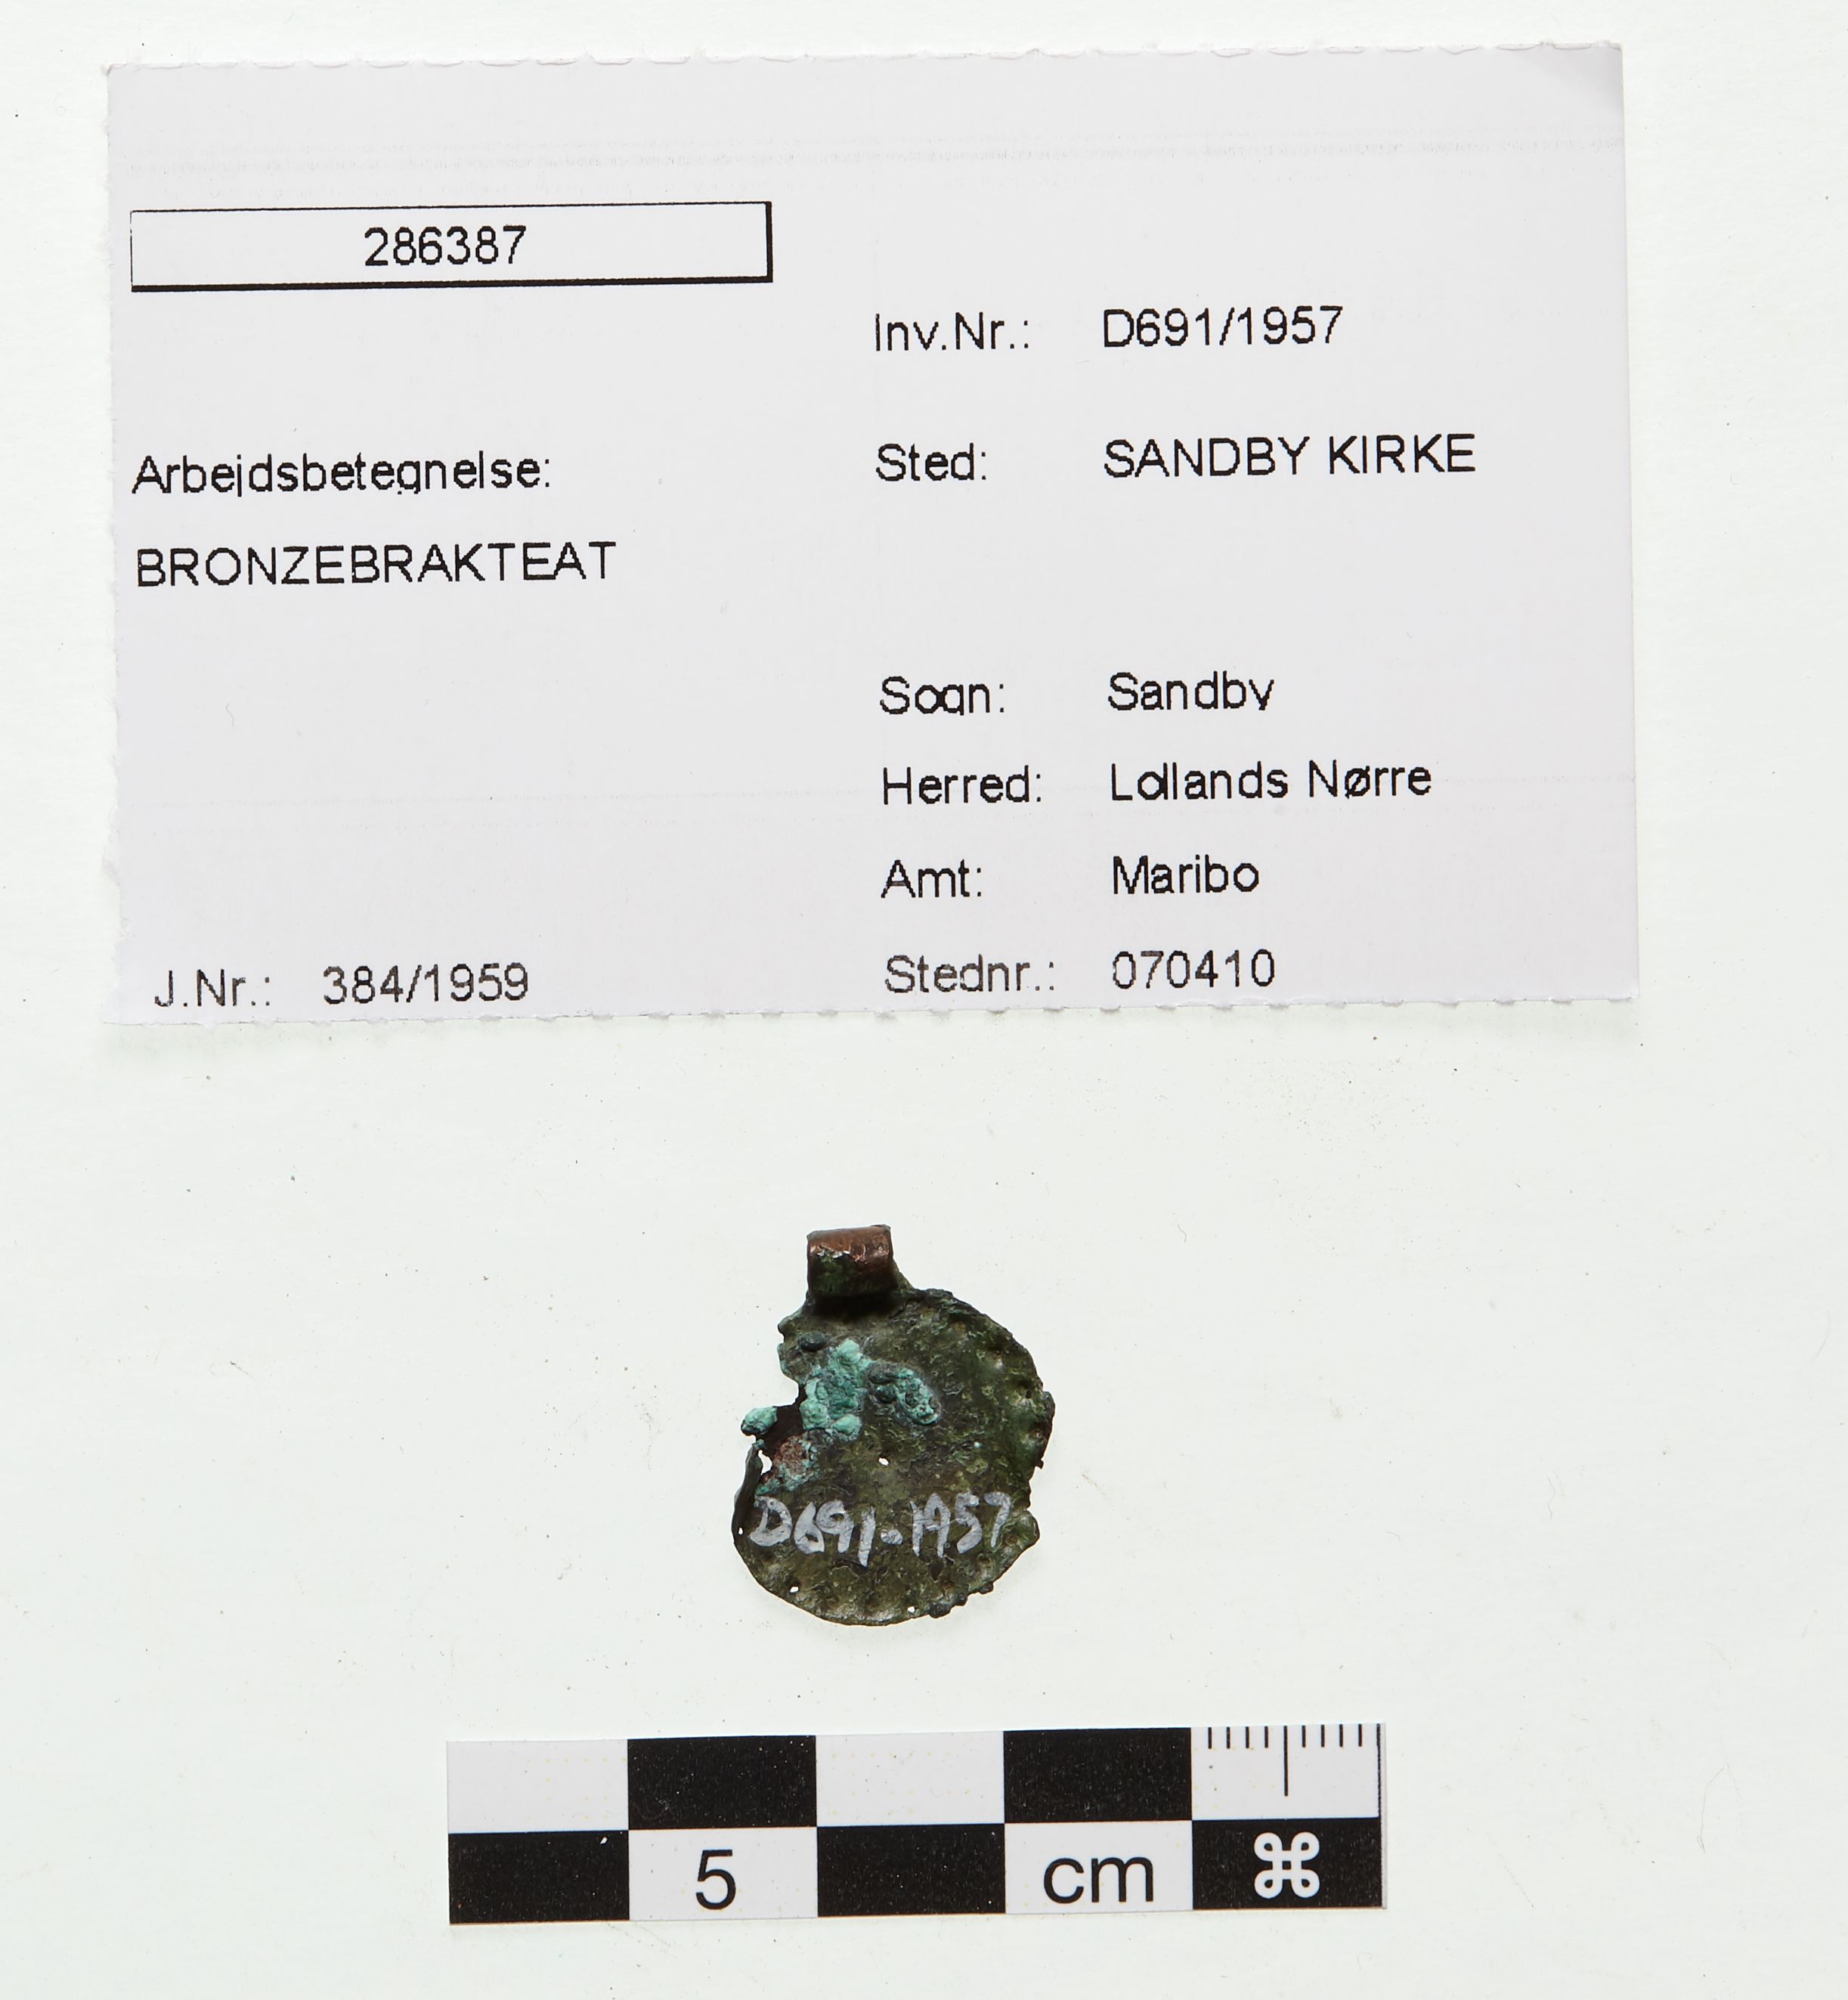 286387
Inv.Nr.: D691/1957
Arbejdsbetegnelse:
Sted: SANDBY KIRKE
BRONZEBRAKTEAT
Sogn: Sandby
Herred: Lollands Nørre
Amt: Maribo
J.Nr.: 384/1959
Stednr.: 070410
D691-1957
5 cm